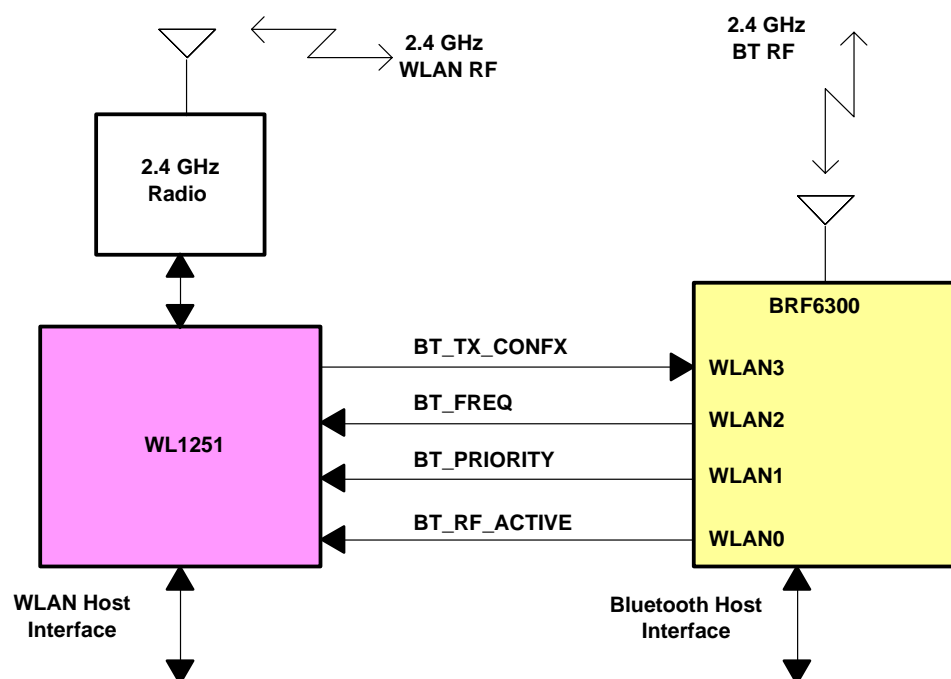 2.4 GHz
WLAN RF
2.4 GHz
BT RF
2.4 GHz
Radio
BRF6300
BT_TX_CONFX
WLAN3
BT_FREQ
WLAN2
WL1251
BT_PRIORITY
WLAN1
BT_RF_ACTIVE
WLAN0
WLAN Host
Interface
Bluetooth Host
Interface